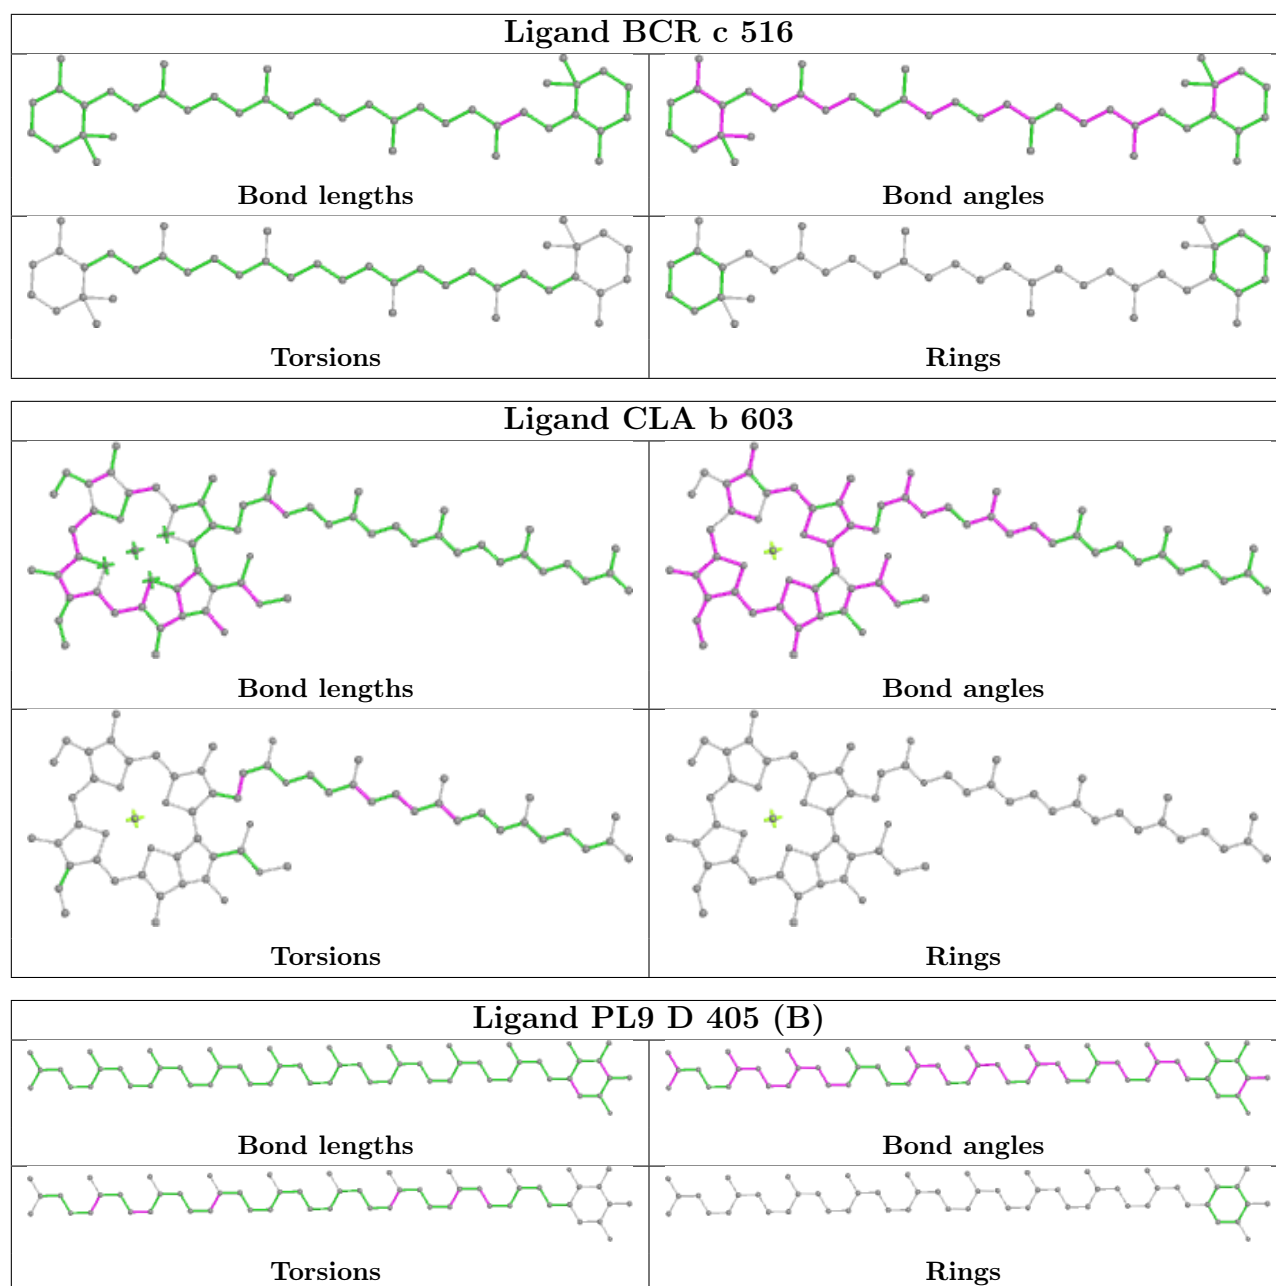 Ligand BCR c 516
Bond lengths
Bond angles
Torsions
Rings
Ligand CLA b 603
Bond lengths
Bond angles
Torsions
Rings
Ligand PL9 D 405 (B)
Bond lengths
Bond angles
Torsions
Rings